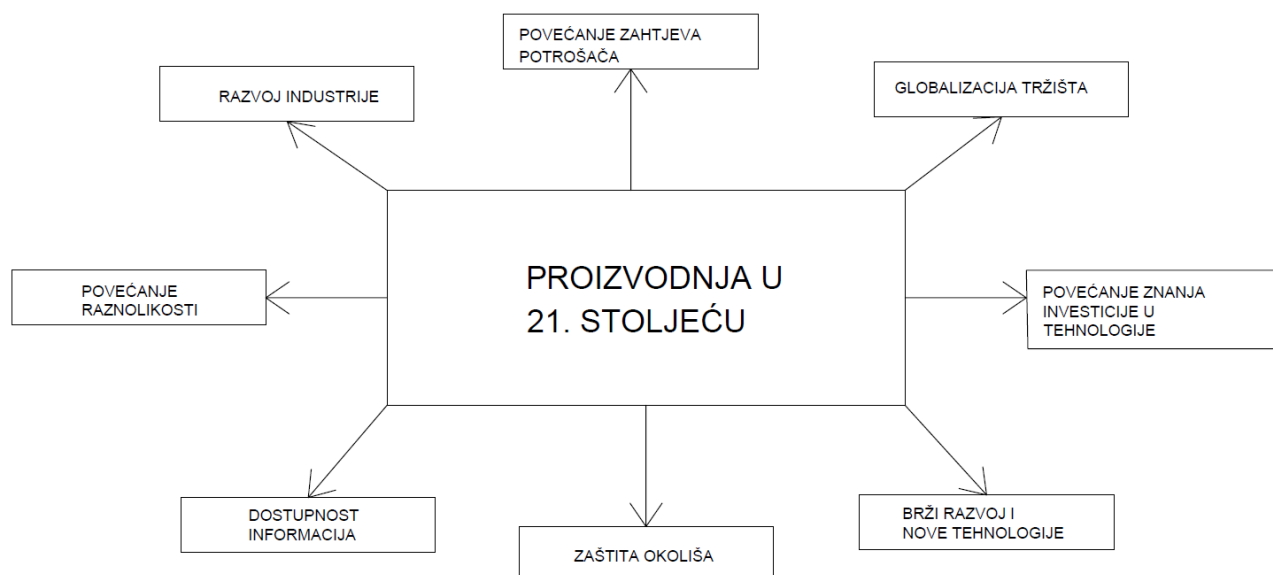 POVEĆANJE ZAHTJEVA
POTROŠAČA
RAZVOJ INDUSTRIJE
GLOBALIZACIJA TRŽIŠTA
PROIZVODNJA U
21. STOLJEĆU
POVEĆANJE
RAZNOLIKOSTI
POVEĆANJE ZNANJA
INVESTICIJE U
TEHNOLOGIJE
DOSTUPNOST
INFORMACIJA
ZAŠTITA OKOLIŠA
BRŽI RAZVOJ I
NOVE TEHNOLOGIJE